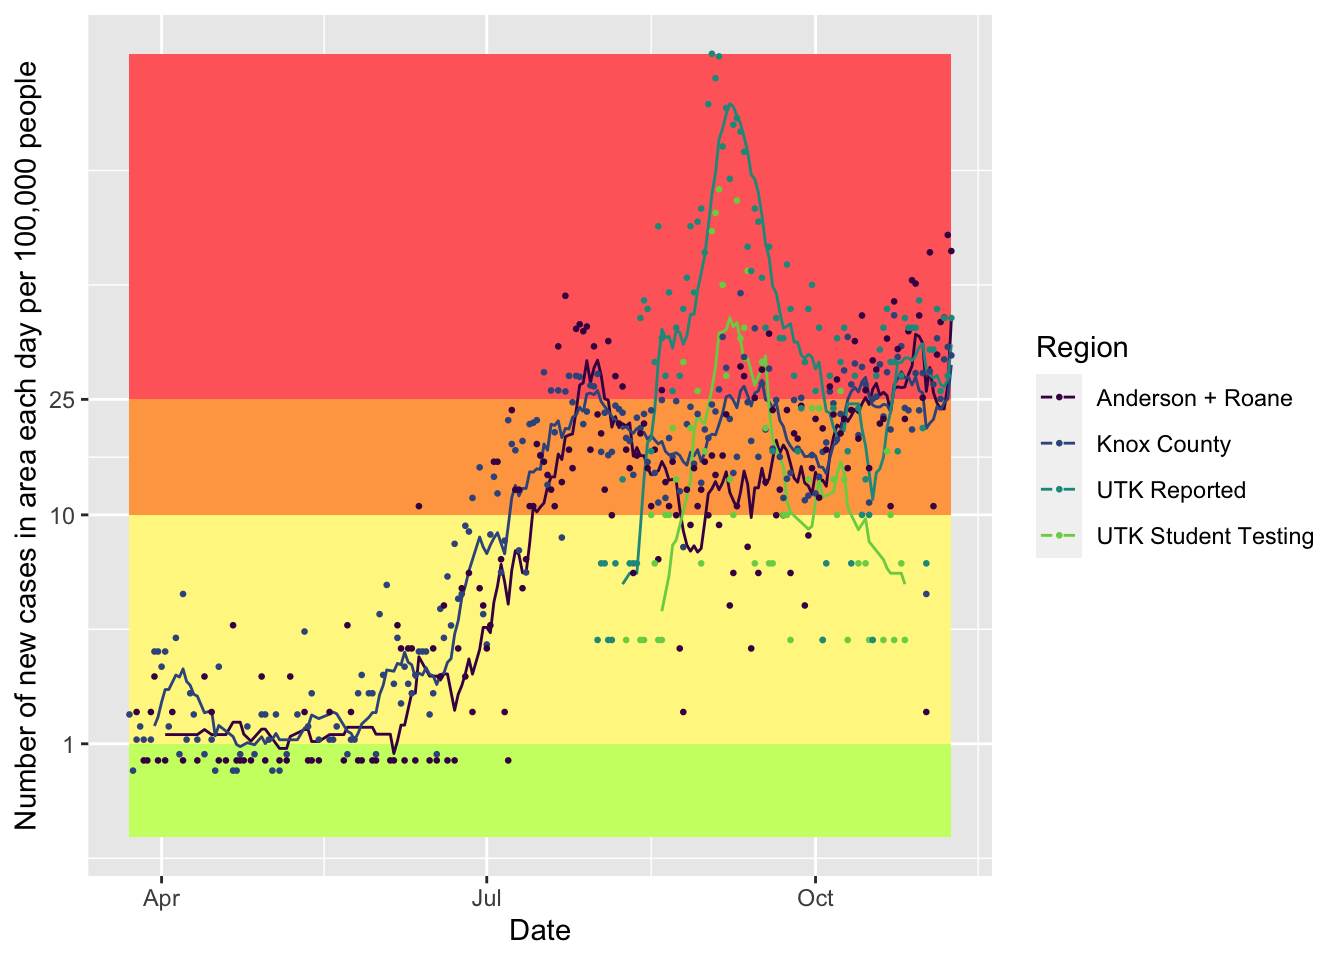 Number of new cases in area each day per 100,000 people
25
10
1
Apr
Jul
Oct
Date
Region
Anderson + Roane
Knox County
UTK Reported
UTK Student Testing